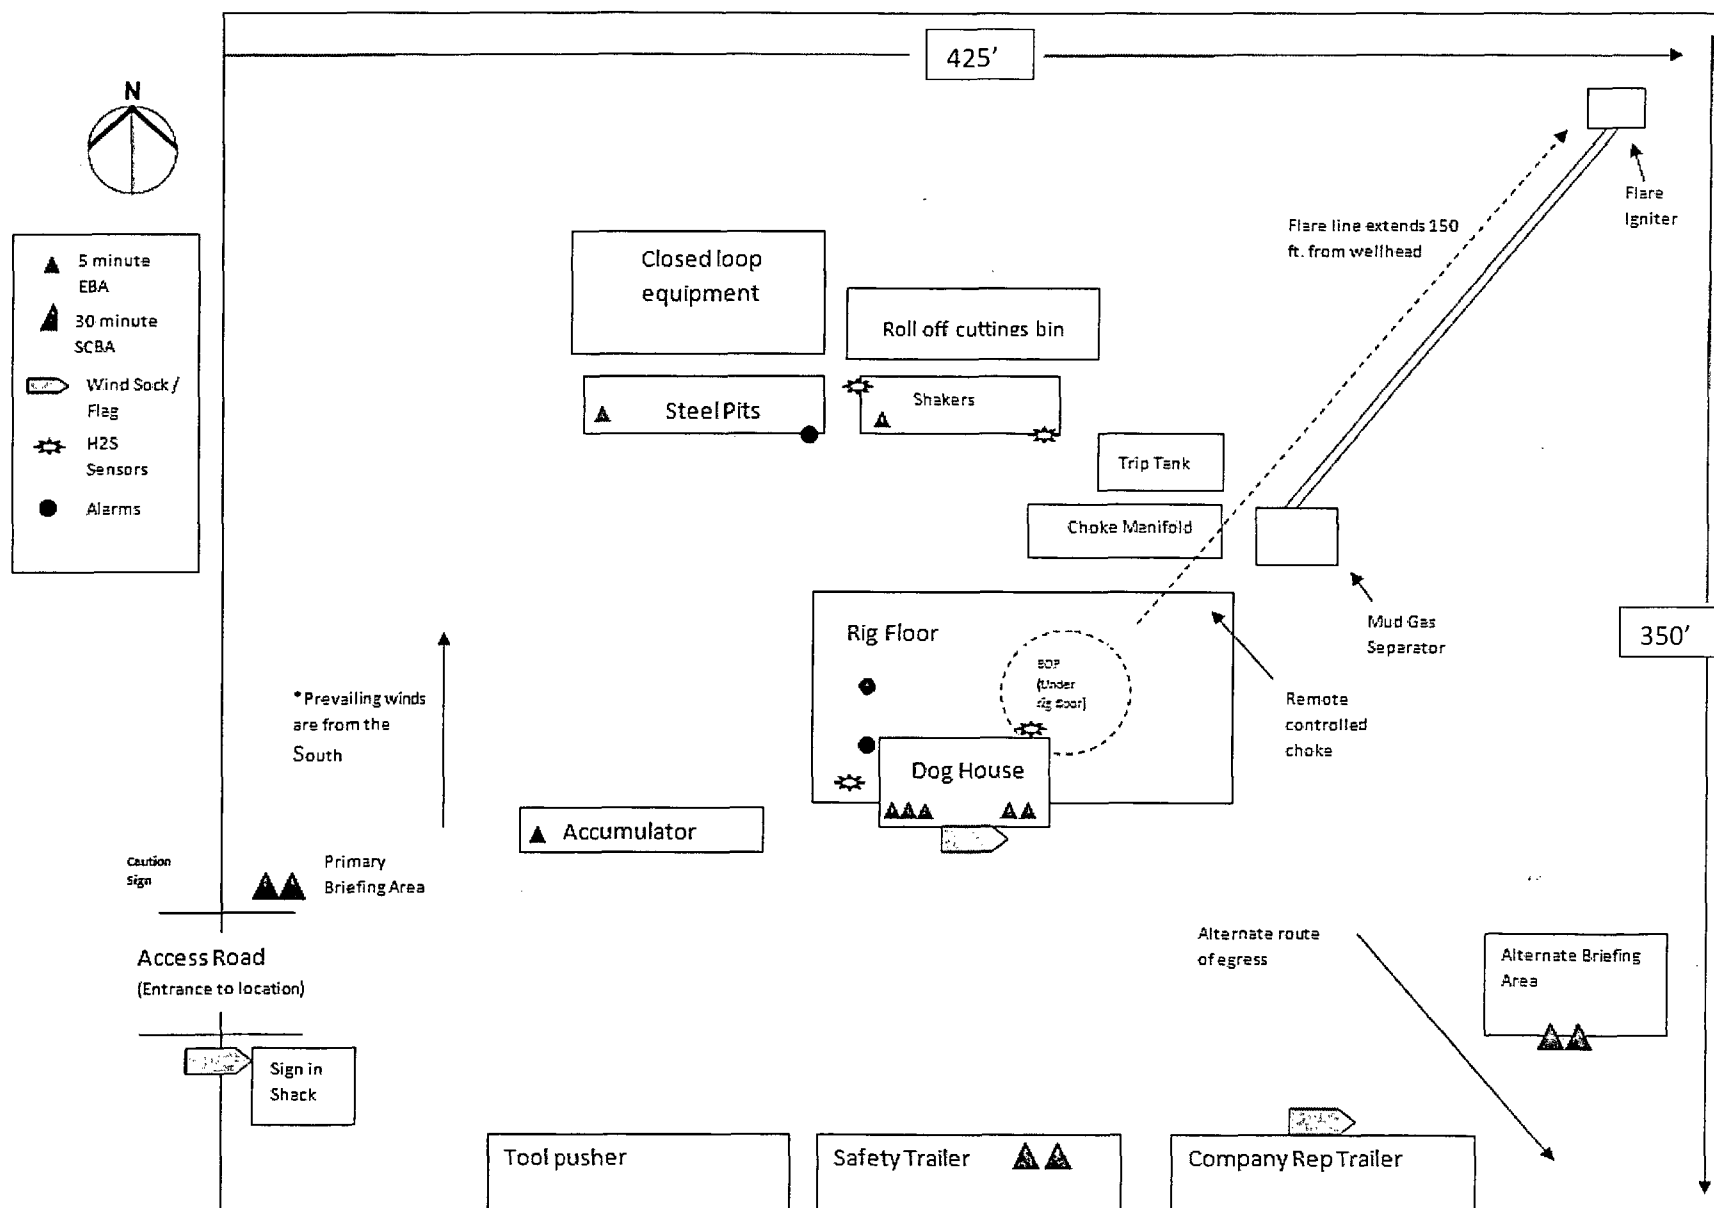 425'
N
5 minute
EBA
30 minute
SCBA
Wind Sock /
Flag
H2S
Sensors
Alarms
Closed loop
equipment
Roll off cuttings bin
Steel Pits
Shakers
Trip Tank
Choke Manifold
Flare line extends 150
ft. from wellhead
Flare
Igniter
Mud Gas
Separator
350'
Rig Floor
BOP
(Under
rig floor)
Remote
controlled
choke
Dog House
*Prevailing winds
are from the
South
Accumulator
Caution
Sign
Primary
Briefing Area
Access Road
(Entrance to location)
Sign in
Shack
Alternate route
of egress
Alternate Briefing
Area
Tool pusher
Safety Trailer
Company Rep Trailer